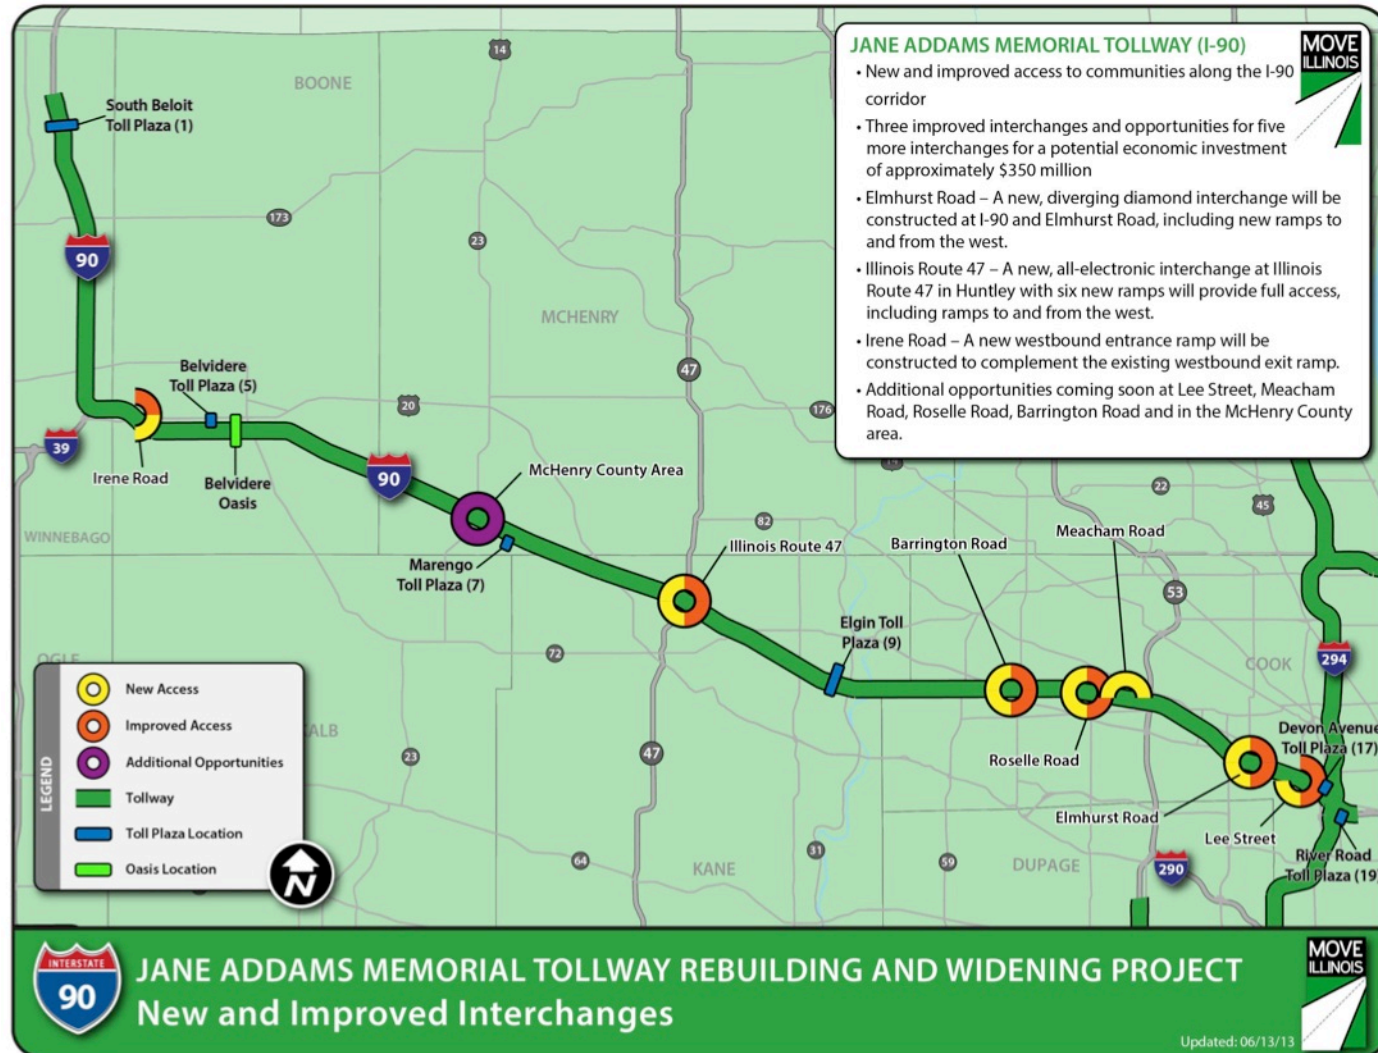 JANE ADDAMS MEMORIAL TOLLWAY (I-90)
MOVE
ILLINOIS
• New and improved access to communities along the I-90
corridor
• Three improved interchanges and opportunities for five
more interchanges for a potential economic investment
of approximately $350 million
• Elmhurst Road – A new, diverging diamond interchange will be
constructed at I-90 and Elmhurst Road, including new ramps to
and from the west.
• Illinois Route 47 – A new, all-electronic interchange at Illinois
Route 47 in Huntley with six new ramps will provide full access,
including ramps to and from the west.
• Irene Road – A new westbound entrance ramp will be
constructed to complement the existing westbound exit ramp.
• Additional opportunities coming soon at Lee Street, Meacham
Road, Roselle Road, Barrington Road and in the McHenry County
area.
14
BOONE
South Beloit
Toll Plaza (1)
173
23
90
MCHENRY
47
Belvidere
Toll Plaza (5)
20
176
39
Irene Road
Belvidere
Oasis
90
McHenry County Area
22
45
WINNEBAGO
82
Illinois Route 47
Barrington Road
Meacham Road
Marengo
Toll Plaza (7)
53
Elgin Toll
Plaza (9)
72
OGLE
COOK
294
KALB
23
47
Roselle Road
Devon Avenue
Toll Plaza (17)
Elmhurst Road
Lee Street
River Road
Toll Plaza (19)
64
KANE
31
59
DUPAGE
290
LEGEND
New Access
Improved Access
Additional Opportunities
Tollway
Toll Plaza Location
Oasis Location
N
INTERSTATE
90
JANE ADDAMS MEMORIAL TOLLWAY REBUILDING AND WIDENING PROJECT
New and Improved Interchanges
MOVE
ILLINOIS
Updated: 06/13/13